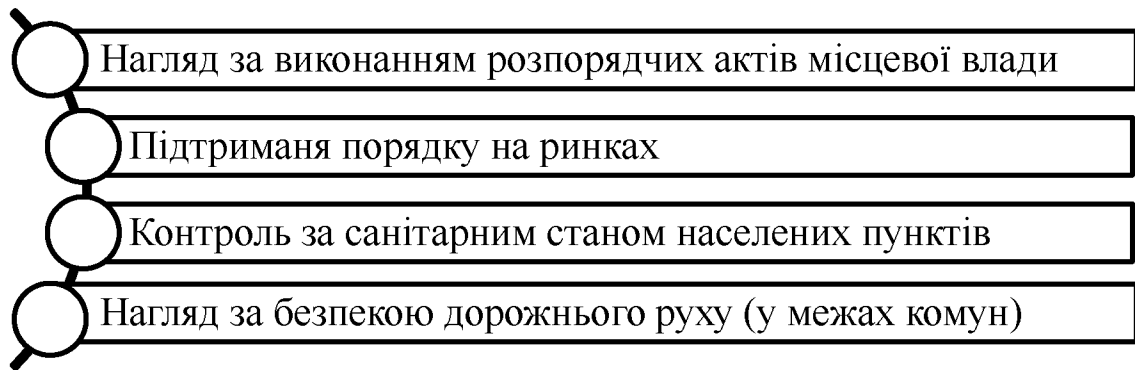 Нагляд за виконанням розпорядчих актів місцевої влади
Підтриманя порядку на ринках
Контроль за санітарним станом населених пунктів
Нагляд за безпекою дорожнього руху (у межах комун)